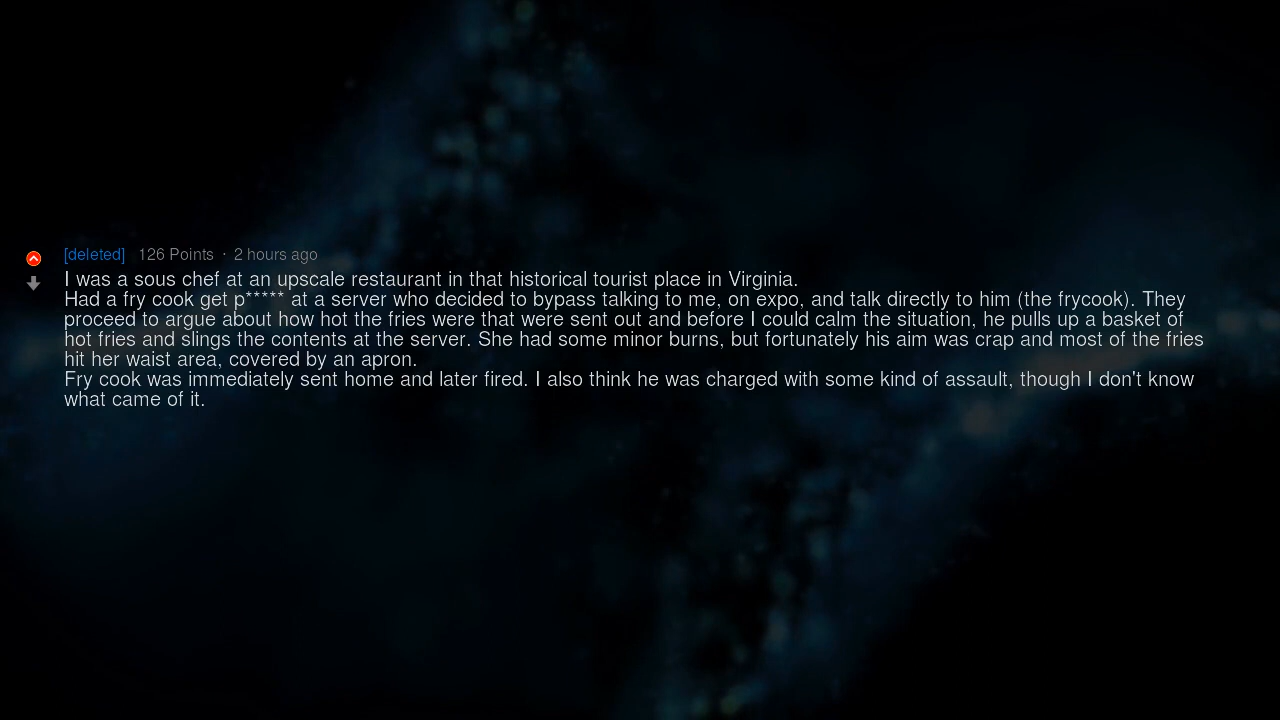 [deleted] 126 Points · 2 hours ago
I was a sous chef at an upscale restaurant in that historical tourist place in Virginia.
Had a fry cook get p***** at a server who decided to bypass talking to me, on expo, and talk directly to him (the frycook). They
proceed to argue about how hot the fries were that were sent out and before I could calm the situation, he pulls up a basket of
hot fries and slings the contents at the server. She had some minor burns, but fortunately his aim was crap and most of the fries
hit her waist area, covered by an apron.
Fry cook was immediately sent home and later fired. I also think he was charged with some kind of assault, though I don't know
what came of it.